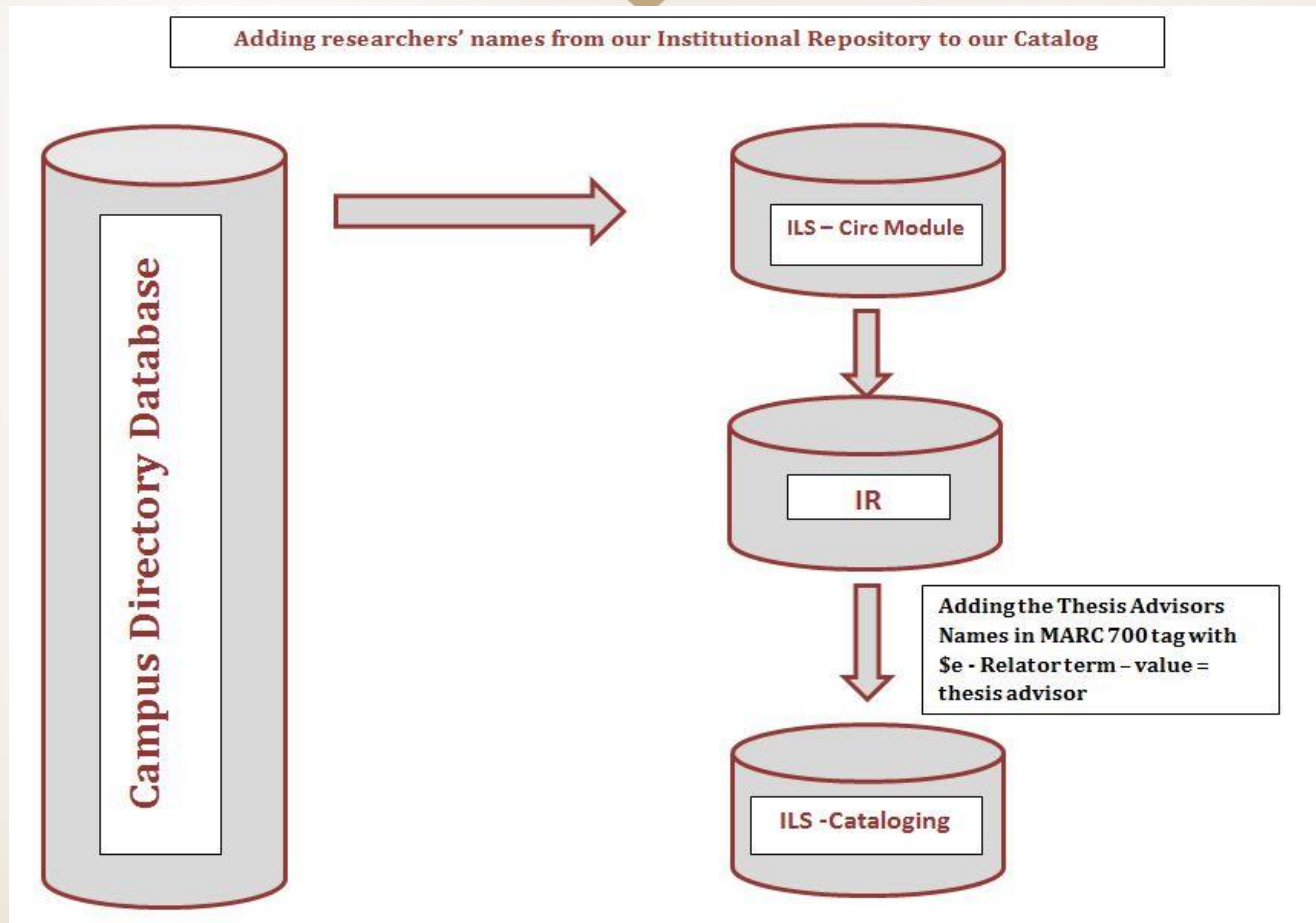 Adding researchers’ names from our Institutional Repository to our Catalog
Campus Directory Database
ILS – Circ Module
IR
Adding the Thesis Advisors
Names in MARC 700 tag with
$e - Relator term – value =
thesis advisor
ILS -Cataloging